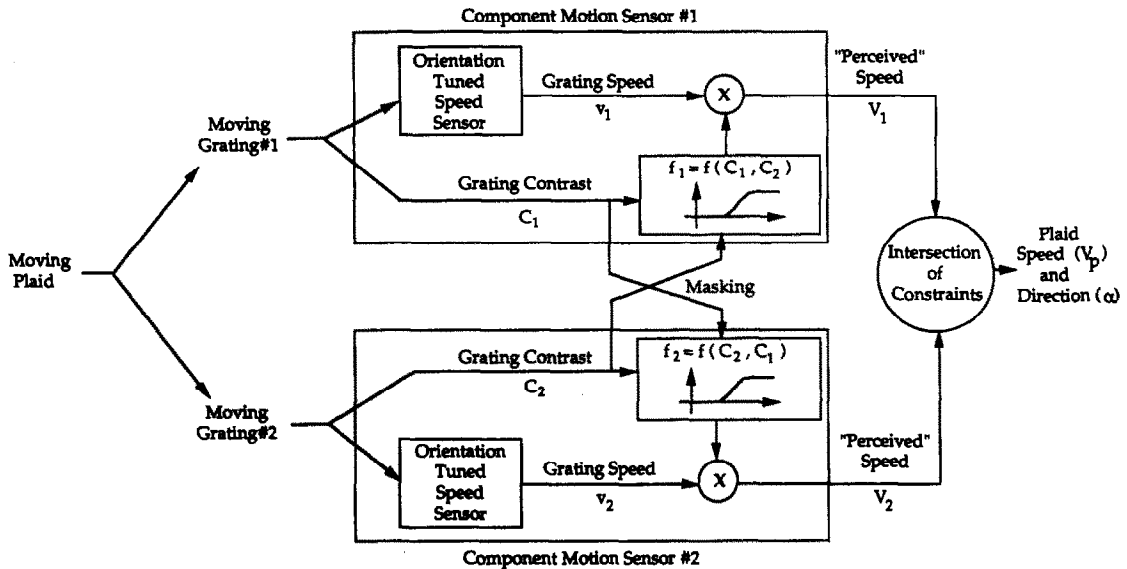 Component Motion Sensor #1
Orientation
Tuned
Speed
Sensor
Grating Speed
v₁
X
"Perceived"
Speed
V₁
Moving
Grating#1
Grating Contrast
C₁
f₁=f(C₁,C₂)
Moving
Plaid
Masking
Intersection
of
Constraints
Plaid
Speed (Vp)
and
Direction (α)
f₂=f(C₂,C₁)
Grating Contrast
C₂
Moving
Grating#2
Orientation
Tuned
Speed
Sensor
Grating Speed
v₂
X
"Perceived"
Speed
V₂
Component Motion Sensor #2